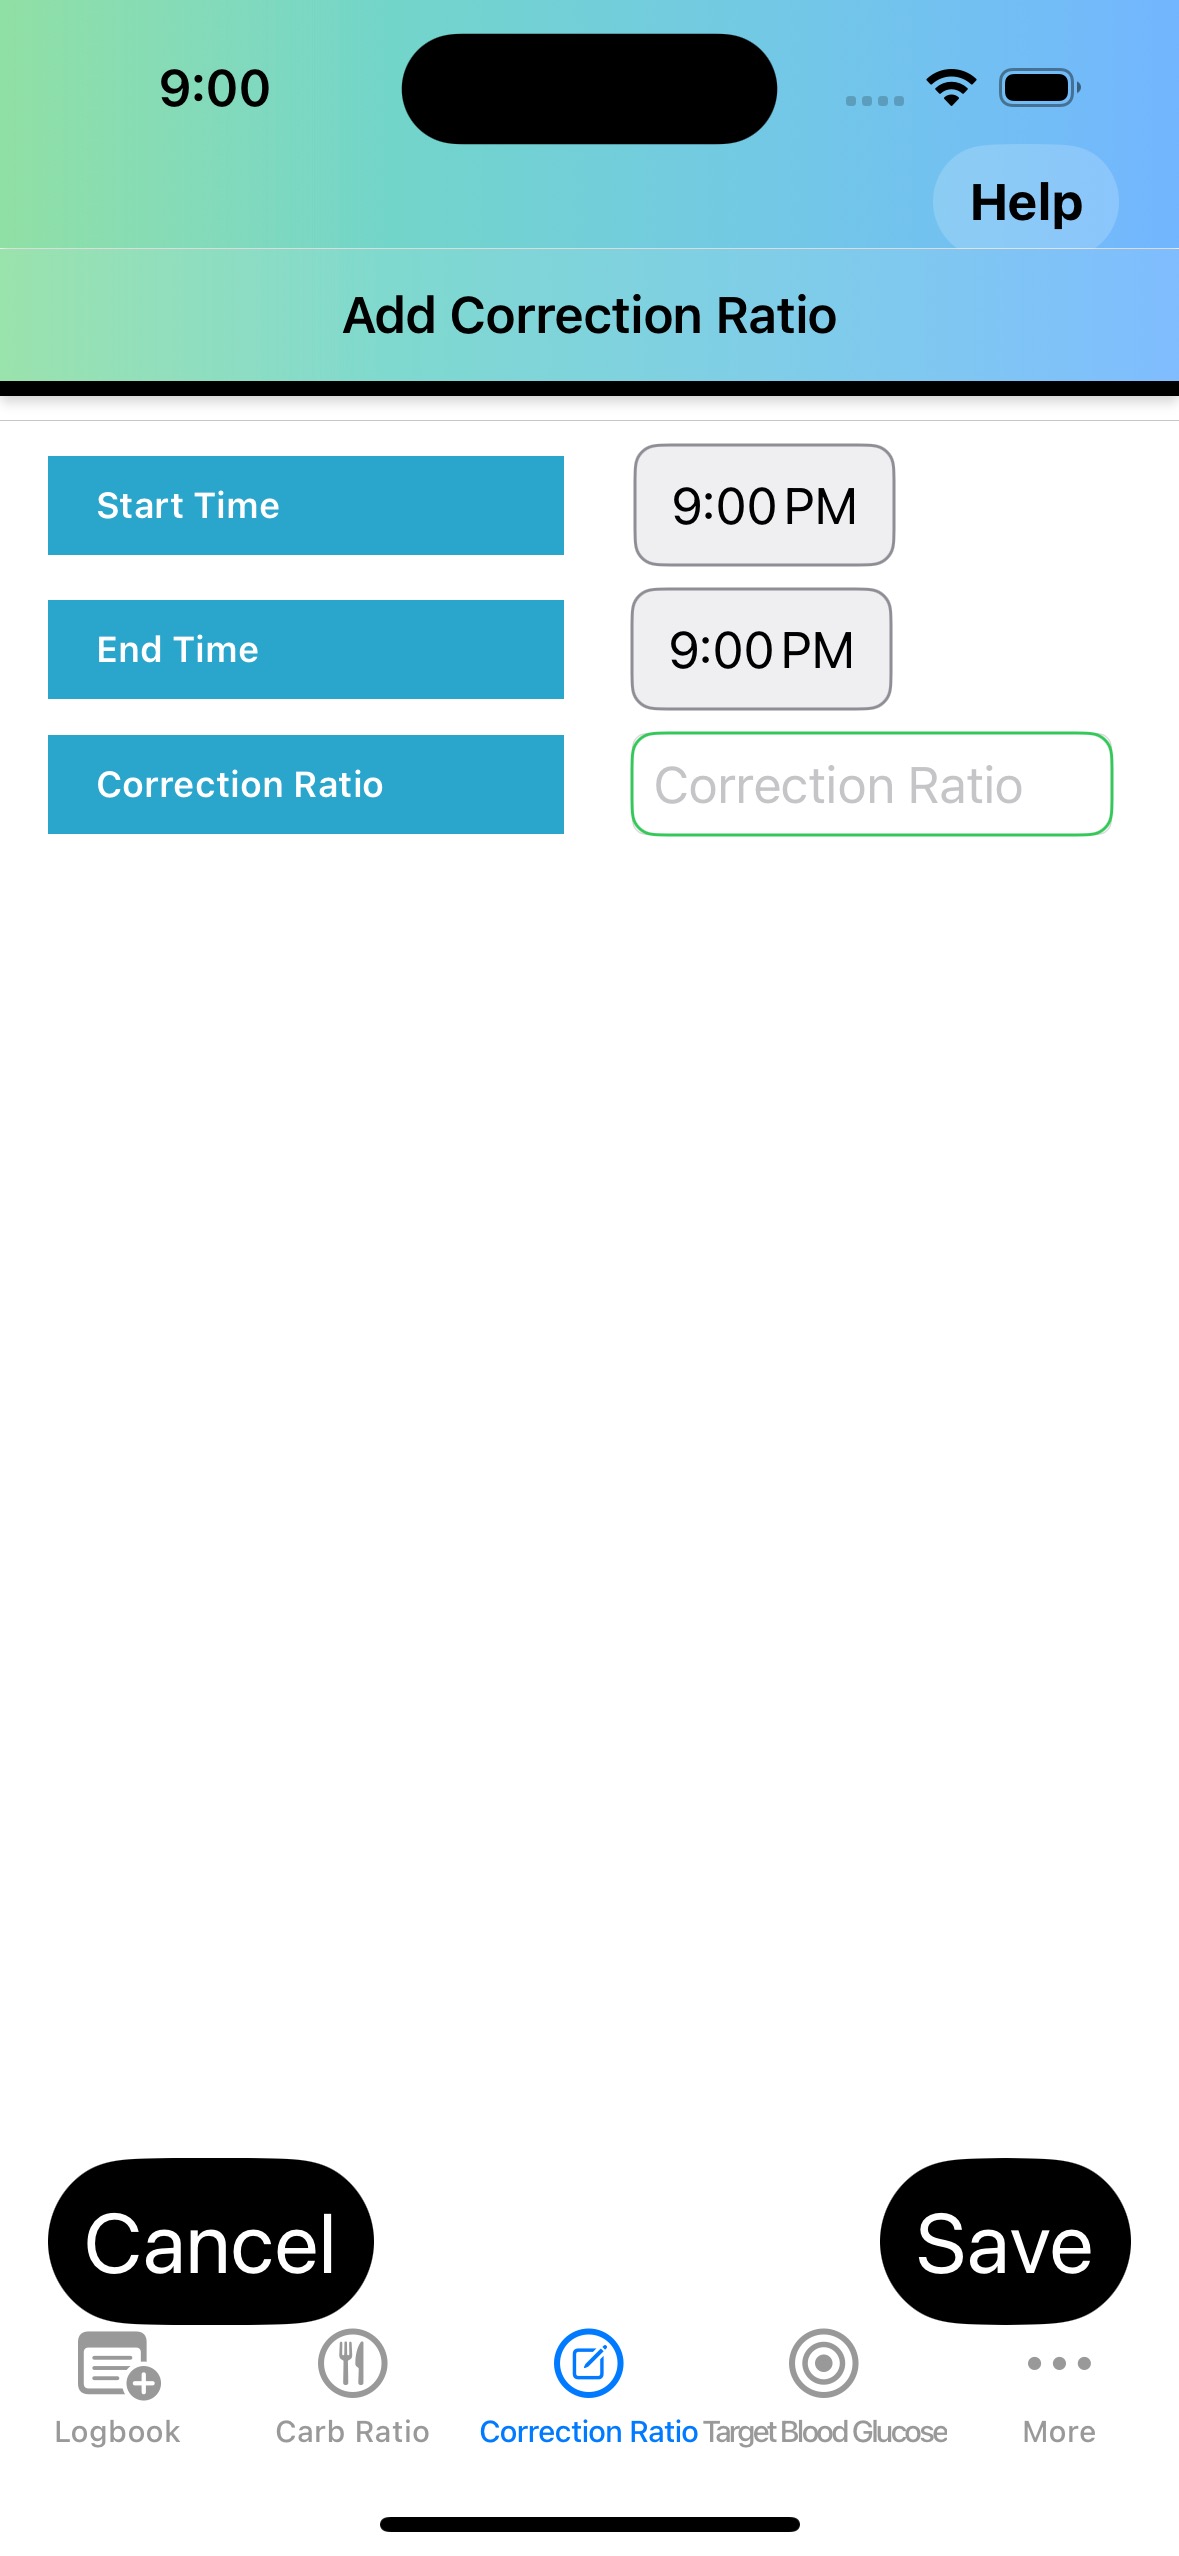 9:00
Help
Add Correction Ratio
Start Time
9:00 PM
End Time
9:00 PM
Correction Ratio
Correction Ratio
Cancel
Save
Logbook
Carb Ratio
Correction Ratio
Target Blood Glucose
More